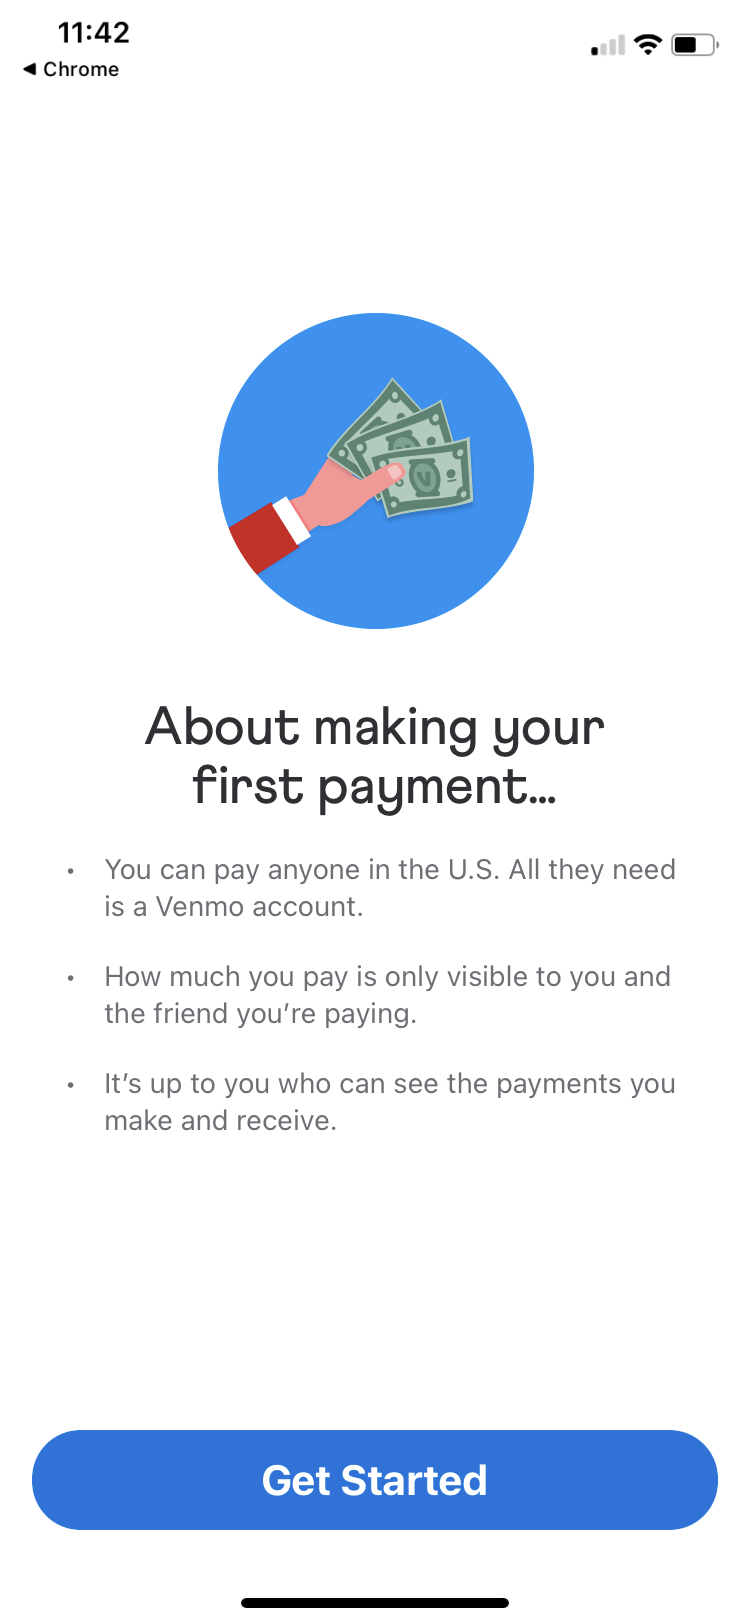 11:42
◀ Chrome
About making your
first payment...
• You can pay anyone in the U.S. All they need
is a Venmo account.
• How much you pay is only visible to you and
the friend you’re paying.
• It’s up to you who can see the payments you
make and receive.
Get Started